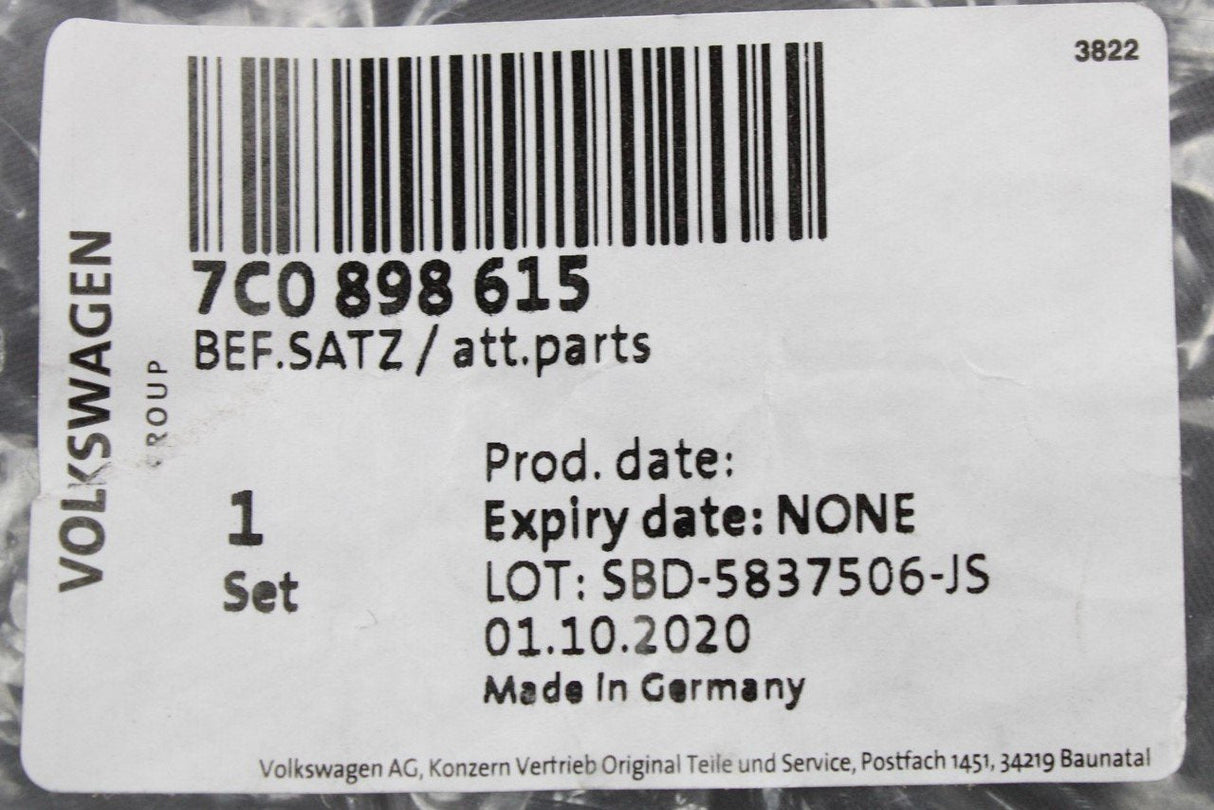 3822
7C0 898 615
BEF.SATZ / att.parts
VOLKSWAGEN
GROUP
1
Set
Prod. date:
Expiry date: NONE
LOT: SBD-5837506-JS
01.10.2020
Made In Germany
Volkswagen AG, Konzern Vertrieb Original Teile und Service, Postfach 1451, 34219 Baunatal